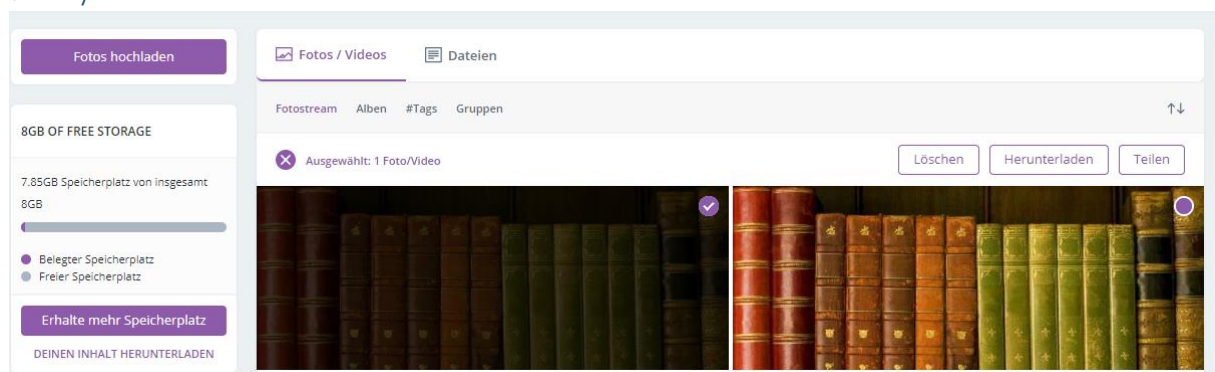 Fotos hochladen
Fotos / Videos
Dateien
Fotostream Alben #Tags Gruppen
8GB OF FREE STORAGE
Ausgewählt: 1 Foto/Video
Löschen
Herunterladen
Teilen
7.85GB Speicherplatz von insgesamt
8GB
Belegter Speicherplatz
Freier Speicherplatz
Erhalte mehr Speicherplatz
DEINEN INHALT HERUNTERLADEN